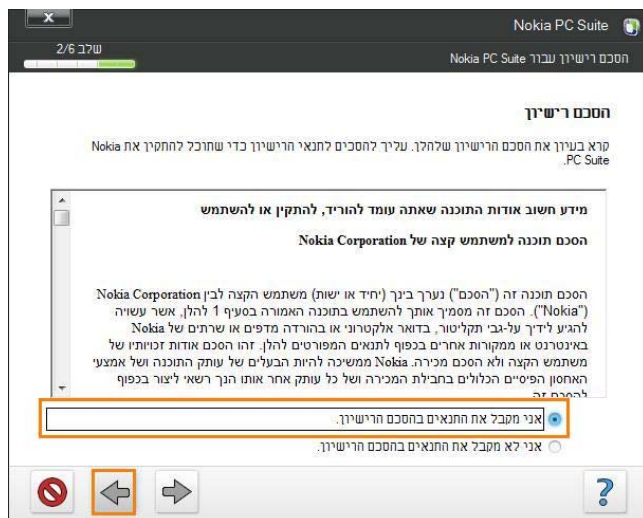 Nokia PC Suite
שלב 2/6
הסכם רישיון עבור Nokia PC Suite
הסכם רישיון
קרא בעיון את הסכם הרישיון שלהלן. עליך להסכים לתנאי הרישיון כדי שתוכל להתקין את Nokia
PC Suite.
מידע חשוב אודות התוכנה שאתה עומד להוריד, להתקין או להשתמש
הסכם תוכנה למשתמש קצה של Nokia Corporation
הסכם תוכנה זה ("הסכם") נערך בינך (יחיד או ישות) משתמש הקצה לבין Nokia Corporation
("Nokia"). הסכם זה מסמיך אותך להשתמש בתוכנה האמורה בסעיף 1 להלן, אשר עשויה
להגיע לידיך על-גבי תקליטור, בדואר אלקטרוני או בהורדה מדפים או שרתים של Nokia
באינטרנט או ממקורות אחרים בכפוף לתנאים המפורטים להלן. זהו הסכם אודות זכויותיו של
משתמש הקצה ולא הסכם מכירה. Nokia ממשיכה להיות הבעלים של עותק התוכנה ושל אמצעי
האחסון הפיסיים הכלולים בחבילת המכירה ושל כל עותק אחר אותו הנך רשאי ליצור בכפוף
להסכם זה
אני מקבל את התנאים בהסכם הרישיון.
אני לא מקבל את התנאים בהסכם הרישיון.